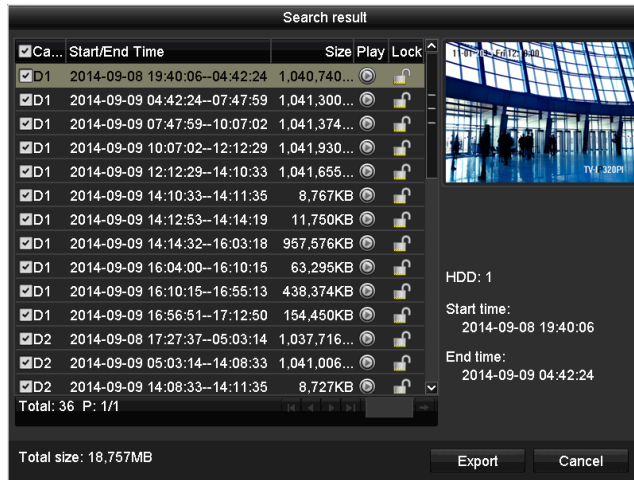 Search result
Ca... Start/End Time Size Play Lock
D1 2014-09-08 19:40:06--04:42:24 1,040,740...
D1 2014-09-09 04:42:24--07:47:59 1,041,300...
D1 2014-09-09 07:47:59--10:07:02 1,041,374...
D1 2014-09-09 10:07:02--12:12:29 1,041,930...
D1 2014-09-09 12:12:29--14:10:33 1,041,655...
D1 2014-09-09 14:10:33--14:11:35 8,767KB
D1 2014-09-09 14:12:53--14:14:19 11,750KB
D1 2014-09-09 14:14:32--16:03:18 957,576KB
D1 2014-09-09 16:04:00--16:10:15 63,295KB
D1 2014-09-09 16:10:15--16:55:13 438,374KB
D1 2014-09-09 16:56:51--17:12:50 154,450KB
D2 2014-09-08 17:27:37--05:03:14 1,037,716...
D2 2014-09-09 05:03:14--14:08:33 1,041,006...
D2 2014-09-09 14:08:33--14:11:35 8,727KB
Total: 36 P: 1/1
HDD: 1
Start time:
2014-09-08 19:40:06
End time:
2014-09-09 04:42:24
Total size: 18,757MB
Export Cancel